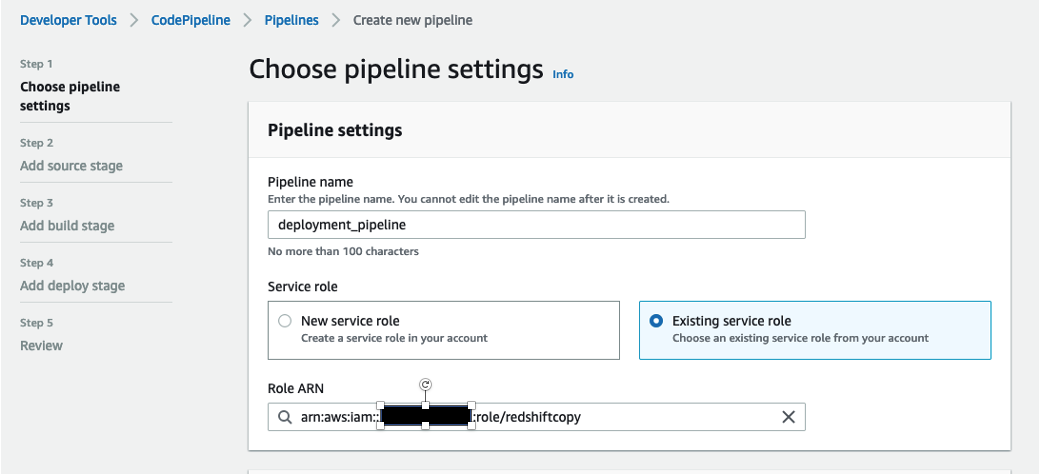 Developer Tools > CodePipeline > Pipelines > Create new pipeline
Step 1
Choose pipeline
settings
Step 2
Add source stage
Step 3
Add build stage
Step 4
Add deploy stage
Step 5
Review
Choose pipeline settings Info
Pipeline settings
Pipeline name
Enter the pipeline name. You cannot edit the pipeline name after it is created.
deployment_pipeline
No more than 100 characters
Service role
New service role
Create a service role in your account
Existing service role
Choose an existing service role from your account
Role ARN
arn:aws:iam:: :role/redshiftcopy